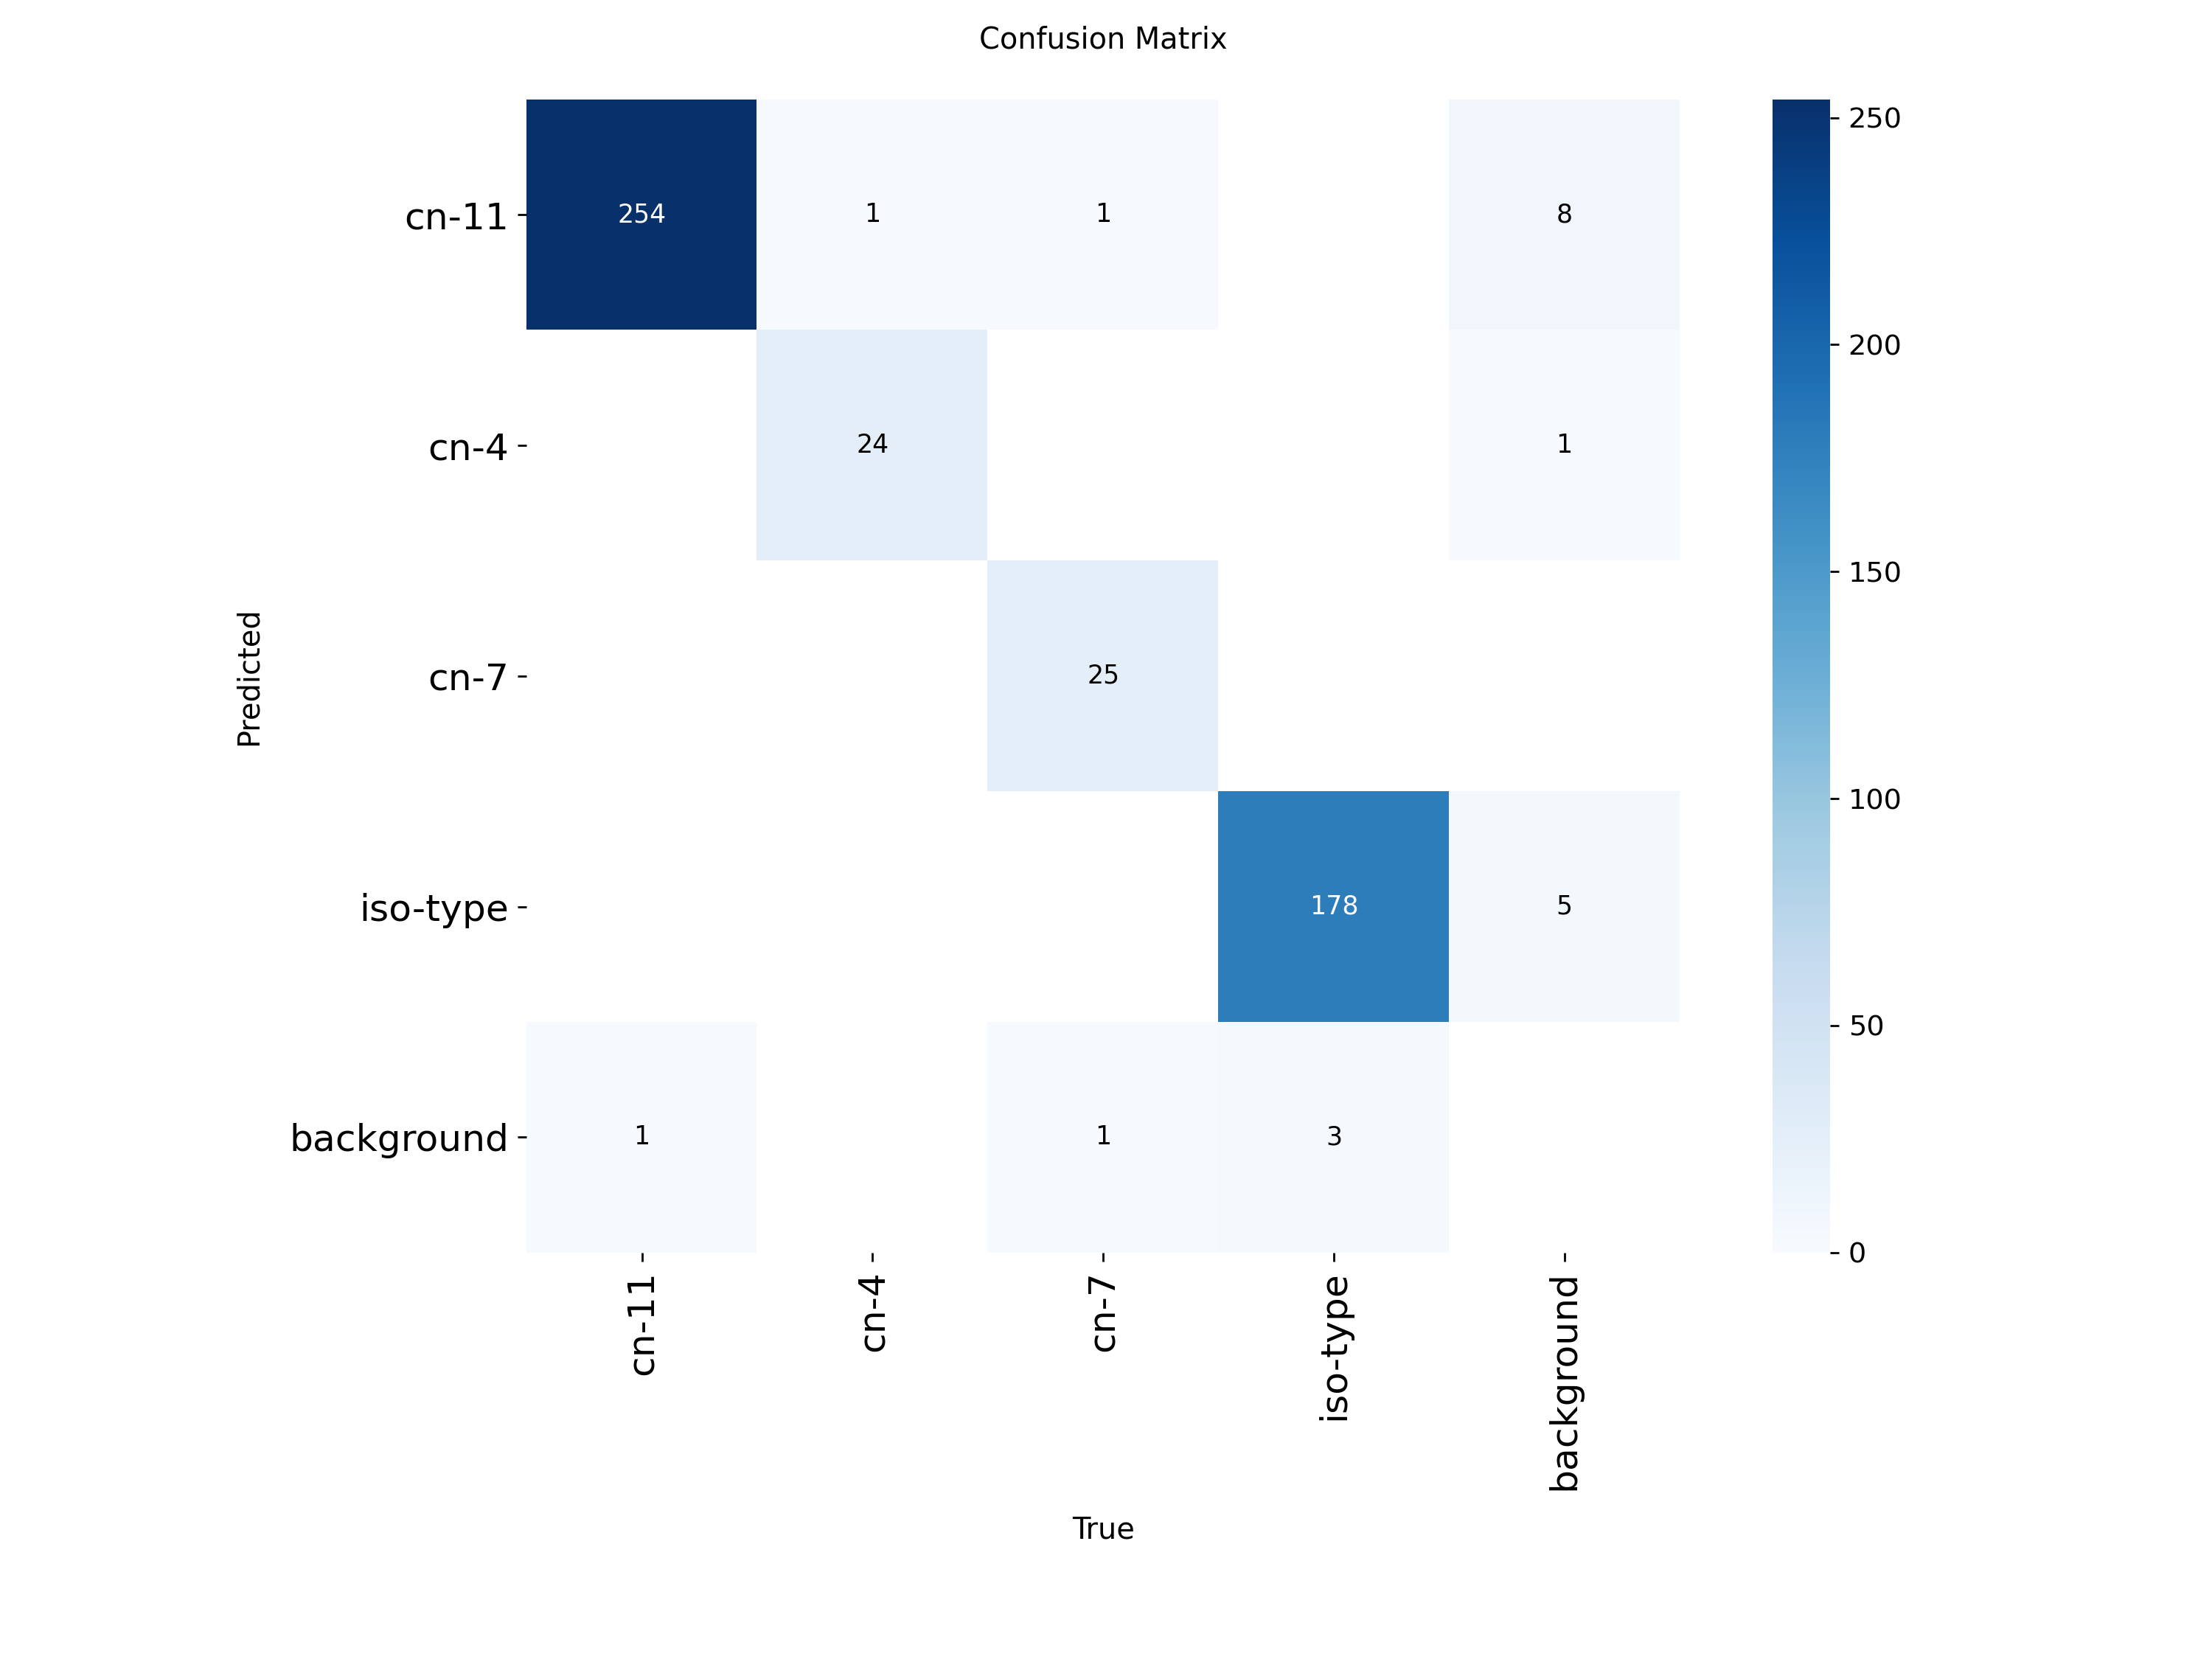 Confusion Matrix
cn-11
254
1
1
8
cn-4
24
1
cn-7
25
iso-type
178
5
background
1
1
3
Predicted
cn-11
cn-4
cn-7
iso-type
background
True
250
200
150
100
50
0